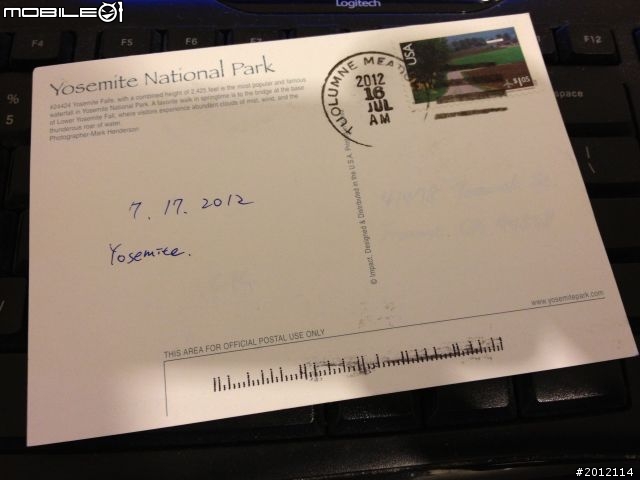 MOBILE01
Logitech
F4 F5 F6 F7 F12
%
5
Yosemite National Park
#24424 Yosemite Falls, with a combined height of 2,425 feet is the most popular and famous
waterfall in Yosemite National Park. A favorite walk in springtime is to the bridge at the base
of Lower Yosemite Fall, where visitors experience abundant clouds of mist, wind, and the
thunderous roar of water.
Photographer-Mark Henderson
TUOLUMNE MEAD
2012
16
JUL
AM
USA
$1.05
© Impact, Designed & Distributed in the U.S.A.
7. 17. 2012
Yosemite.
www.yosemitepark.com
THIS AREA FOR OFFICIAL POSTAL USE ONLY
#2012114